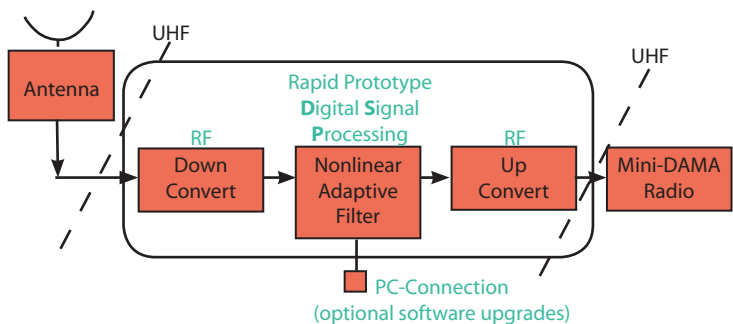 UHF
UHF
Antenna
Rapid Prototype
Digital Signal
Processing
RF
RF
Down
Convert
Nonlinear
Adaptive
Filter
Up
Convert
Mini-DAMA
Radio
PC-Connection
(optional software upgrades)